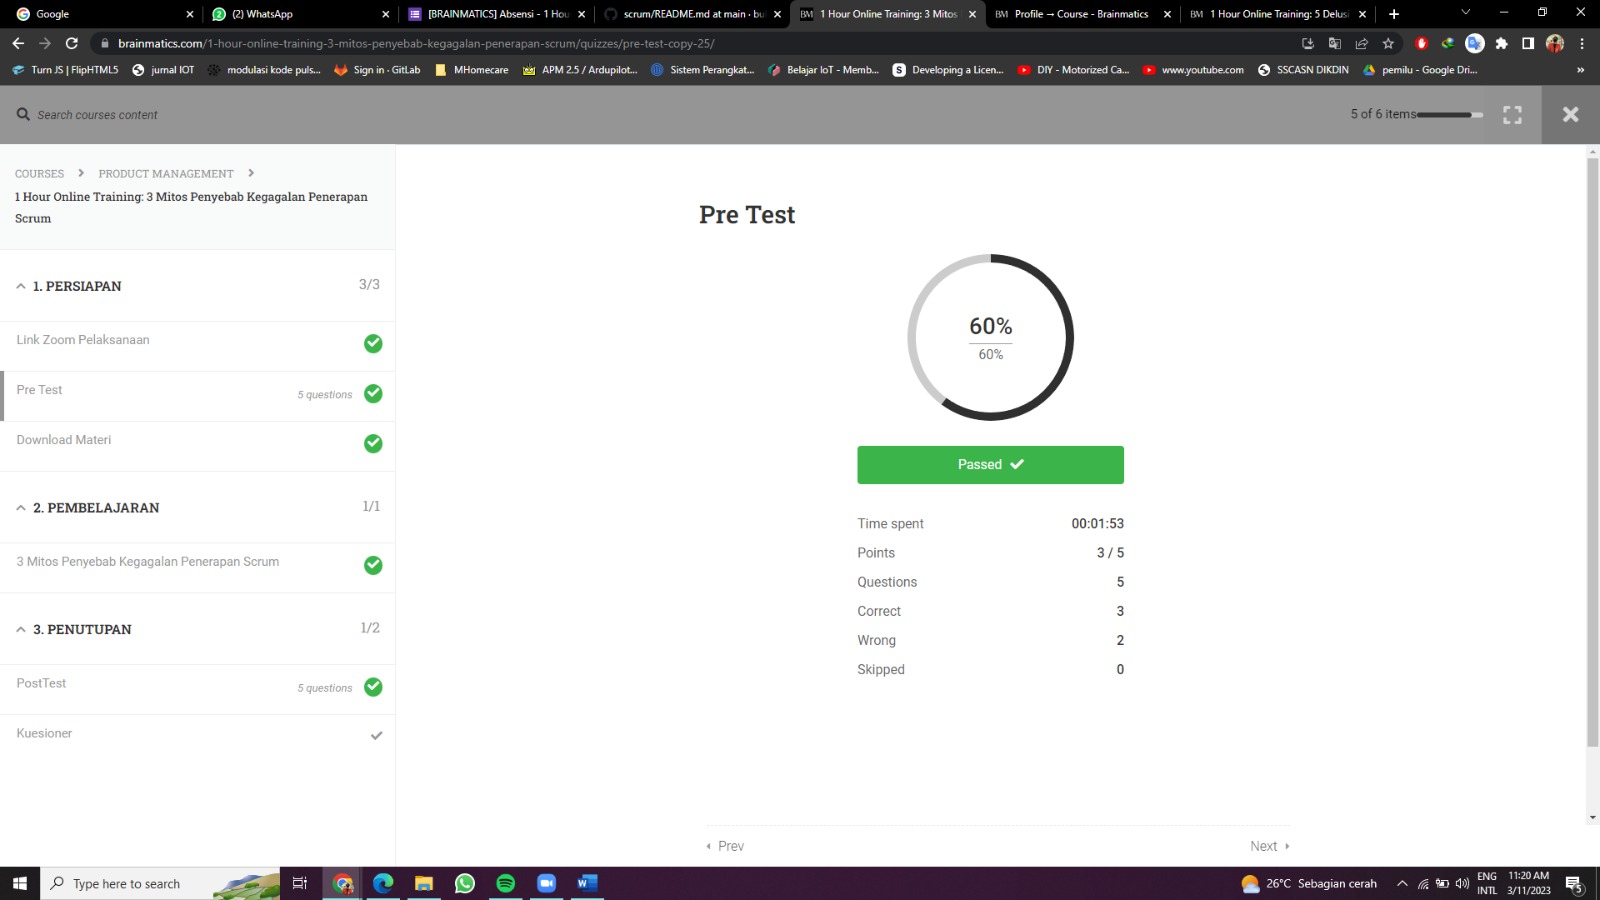 Google
(2) WhatsApp
[BRAINMATICS] Absensi - 1 Hou
scrum/README.md at main · bu
1 Hour Online Training: 3 Mitos
Profile → Course - Brainmatics
1 Hour Online Training: 5 Delusi
brainmatics.com/1-hour-online-training-3-mitos-penyebab-kegagalan-penerapan-scrum/quizzes/pre-test-copy-25/
Turn JS | FlipHTML5
jurnal IOT
modulasi kode puls...
Sign in · GitLab
MHomecare
APM 2.5 / Ardupilot...
Sistem Perangkat...
Belajar IoT - Memb...
Developing a Licen...
DIY - Motorized Ca...
www.youtube.com
SSCASN DIKDIN
pemilu - Google Dri...
Search courses content
5 of 6 items
COURSES > PRODUCT MANAGEMENT >
1 Hour Online Training: 3 Mitos Penyebab Kegagalan Penerapan
Scrum
1. PERSIAPAN 3/3
Link Zoom Pelaksanaan
Pre Test 5 questions
Download Materi
2. PEMBELAJARAN 1/1
3 Mitos Penyebab Kegagalan Penerapan Scrum
3. PENUTUPAN 1/2
PostTest 5 questions
Kuesioner
Pre Test
60%
60%
Passed
Time spent 00:01:53
Points 3 / 5
Questions 5
Correct 3
Wrong 2
Skipped 0
Prev
Next
Type here to search
26°C Sebagian cerah
ENG
INTL
11:20 AM
3/11/2023
5